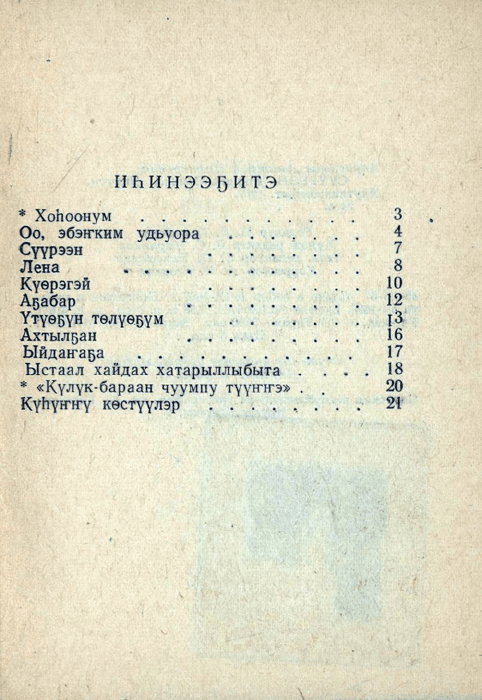 ИҺИНЭЭҔИТЭ
* Хоһоонум . . . . . . . . . 3
Оо, эбэҥким удьуора . . . . . . 4
Сүүрээн . . . . . . . . 7
Лена . . . . . . . . . 8
Күөрэгэй . . . . . . . 10
Аҕабар . . . . . . . 12
Үтүөҕүн төлүөҕүм . . . . . . . 13
Ахтылҕан . . . . . . . 16
Ыйдаҥаҕа . . . . . . . 17
Ыстаал хайдах хатарыллыбыта . . . . 18
* «Күлүк-бараан чуумпу түүҥҥэ» . . . . 20
Күһүҥҥү көстүүлэр . . . . . . . 21